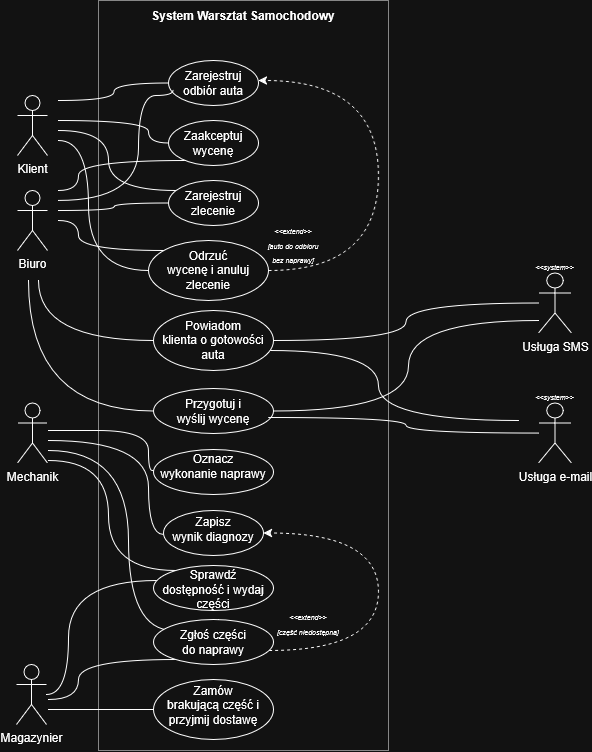 System Warsztat Samochodowy
Zarejestruj
odbiór auta
Klient
Zaakceptuj
wycenę
Zarejestruj
zlecenie
Biuro
<<extend>>
[auto do odbioru
bez naprawy]
Odrzuć
wycenę i anuluj
zlecenie
<<system>>
Usługa SMS
Powiadom
klienta o gotowości
auta
<<system>>
Usługa e-mail
Przygotuj i
wyślij wycenę
Mechanik
Oznacz
wykonanie naprawy
Zapisz
wynik diagnozy
Sprawdź
dostępność i wydaj
części
<<extend>>
[część niedostępna]
Zgłoś części
do naprawy
Magazynier
Zamów
brakującą część i
przyjmij dostawę